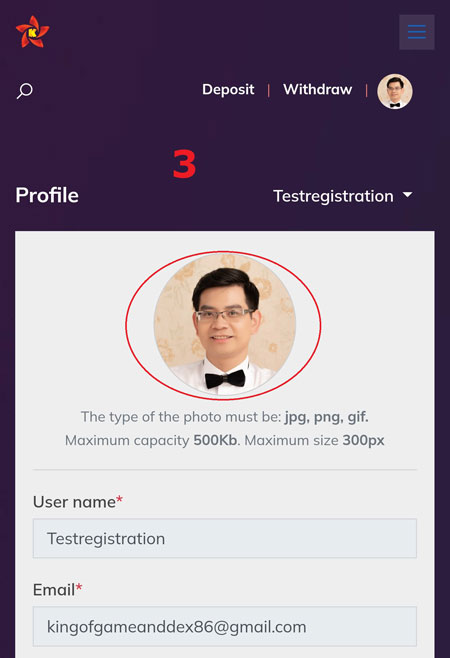 K
Deposit | Withdraw |
3
Profile
Testregistration
The type of the photo must be: jpg, png, gif.
Maximum capacity 500Kb. Maximum size 300px
User name*
Testregistration
Email*
kingofgameanddex86@gmail.com